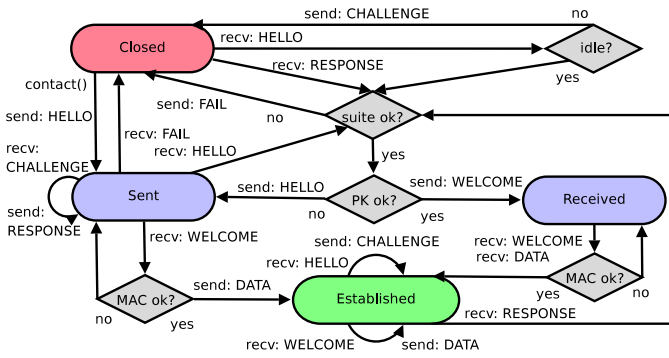 send: CHALLENGE
no
Closed
recv: HELLO
idle?
recv: RESPONSE
yes
contact()
send: FAIL
send: HELLO
no
suite ok?
recv: FAIL
recv: HELLO
yes
recv:
CHALLENGE
Sent
send: HELLO
no
PK ok?
send: WELCOME
yes
Received
send:
RESPONSE
recv: WELCOME
send: CHALLENGE
recv: HELLO
recv: WELCOME
recv: DATA
MAC ok?
no
yes
send: DATA
Established
yes
MAC ok?
no
recv: RESPONSE
recv: WELCOME
send: DATA